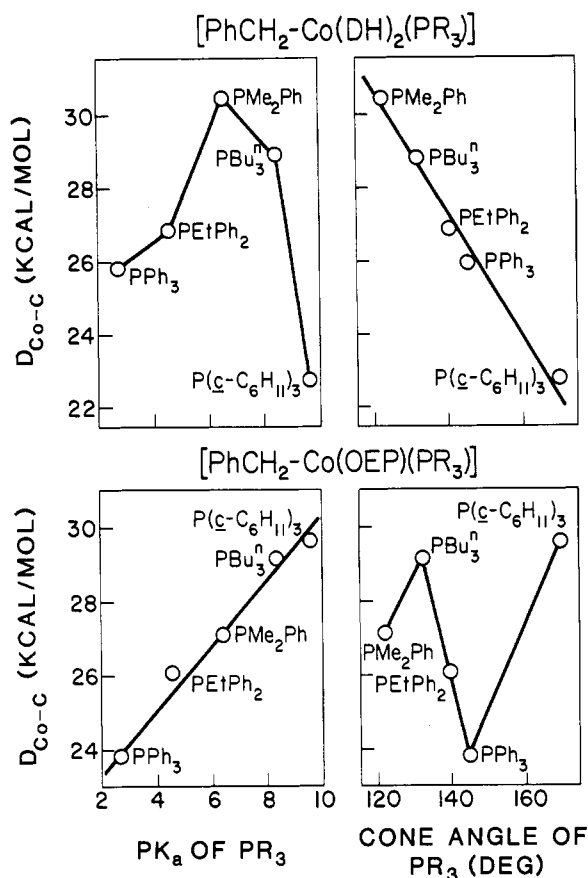 [PhCH2-Co(DH)2(PR3)]
DCo-C (KCAL/MOL)
30
28
26
24
22
PMe2Ph
PBu3n
PEtPh2
PPh3
P(c-C6H11)3
PMe2Ph
PBu3n
PEtPh2
PPh3
P(c-C6H11)3
[PhCH2-Co(OEP)(PR3)]
DCo-C (KCAL/MOL)
30
28
26
24
P(c-C6H11)3
PBu3n
PMe2Ph
PEtPh2
PPh3
2 4 6 8 10
PKa OF PR3
P(c-C6H11)3
PBu3n
PMe2Ph
PEtPh2
PPh3
120 140 160
CONE ANGLE OF
PR3 (DEG)